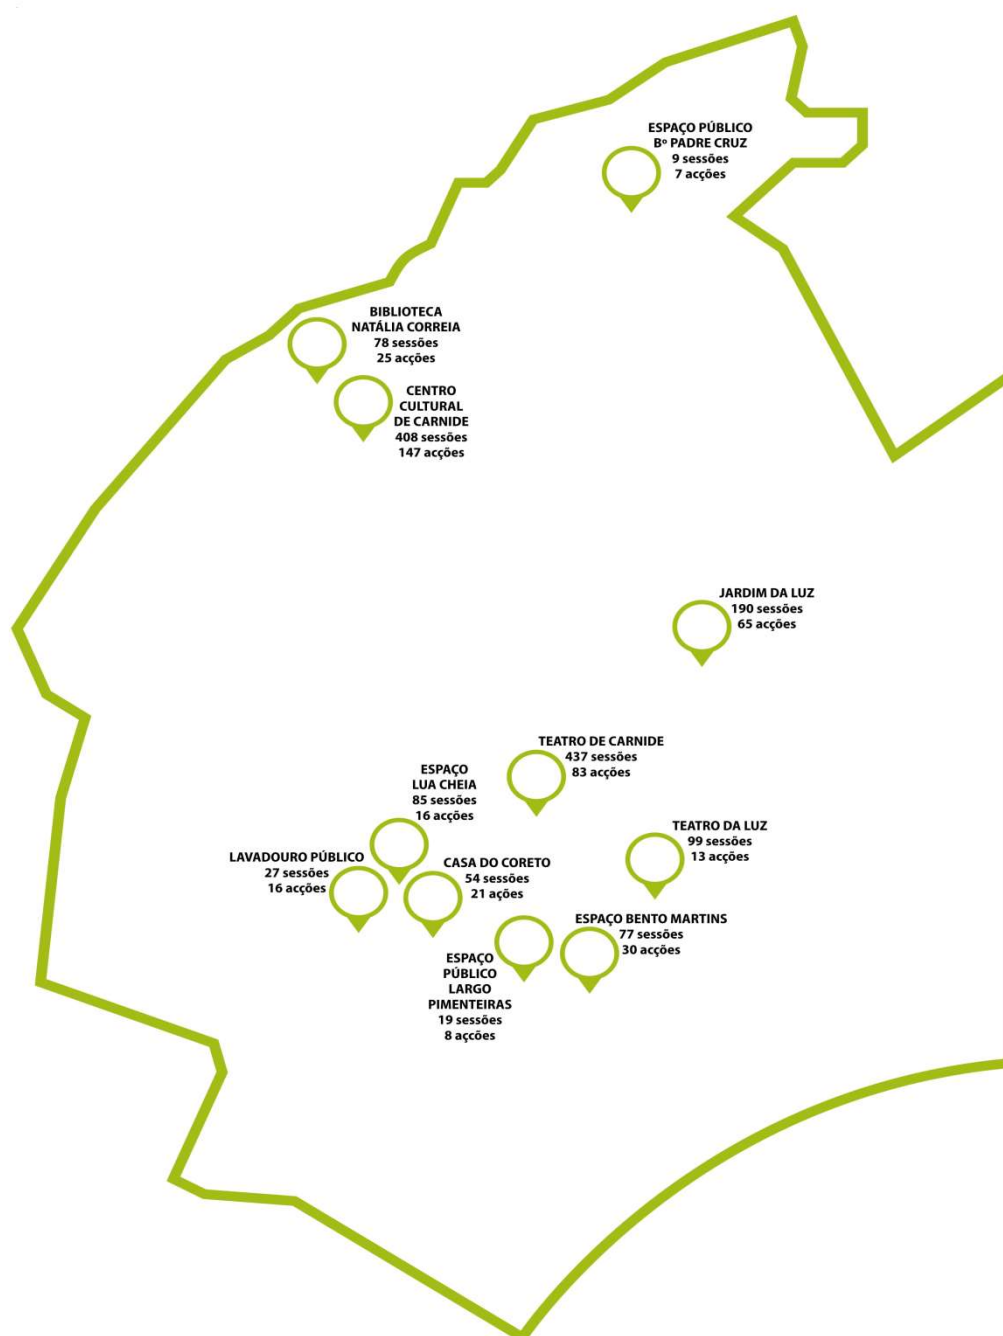 ESPAÇO PÚBLICO
Bº PADRE CRUZ
9 sessões
7 acções
BIBLIOTECA
NATÁLIA CORREIA
78 sessões
25 acções
CENTRO
CULTURAL
DE CARNIDE
408 sessões
147 acções
JARDIM DA LUZ
190 sessões
65 acções
TEATRO DE CARNIDE
437 sessões
83 acções
ESPAÇO
LUA CHEIA
85 sessões
16 acções
TEATRO DA LUZ
99 sessões
13 acções
LAVADOURO PÚBLICO
27 sessões
16 acções
CASA DO CORETO
54 sessões
21 ações
ESPAÇO BENTO MARTINS
77 sessões
30 acções
ESPAÇO
PÚBLICO
LARGO
PIMENTEIRAS
19 sessões
8 açcões